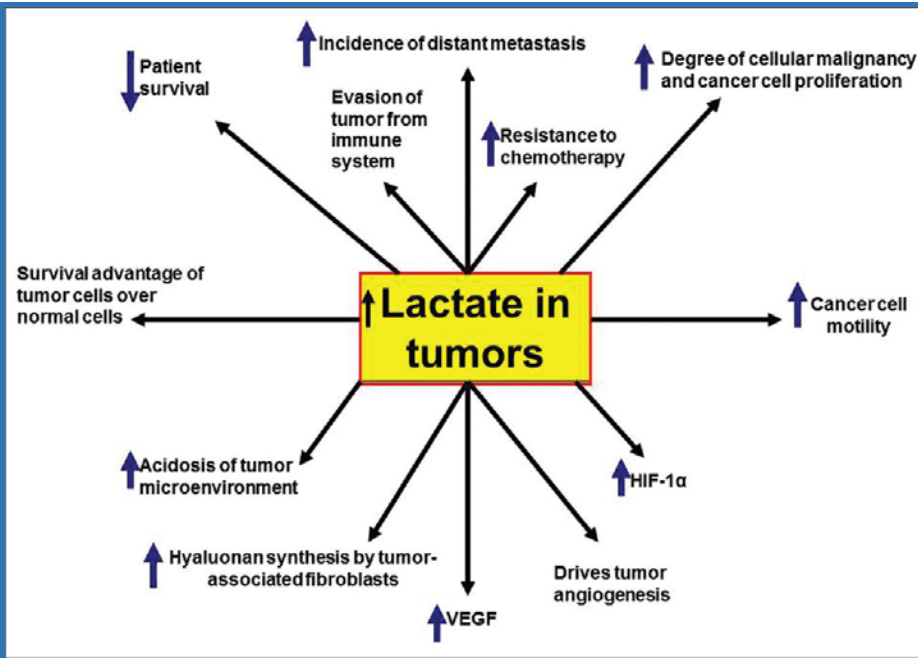 Incidence of distant metastasis
Patient
survival
Degree of cellular malignancy
and cancer cell proliferation
Evasion of
tumor from
immune
system
Resistance to
chemotherapy
Survival advantage of
tumor cells over
normal cells
Lactate in
tumors
Cancer cell
motility
Acidosis of tumor
microenvironment
HIF-1α
Hyaluonan synthesis by tumor-
associated fibroblasts
Drives tumor
angiogenesis
VEGF